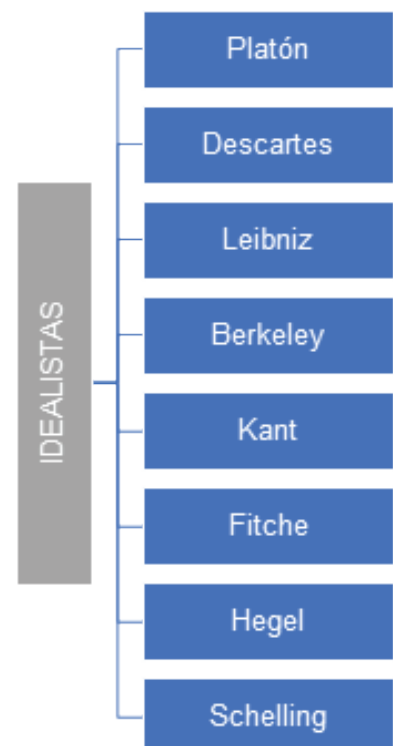 IDEALISTAS
Platón
Descartes
Leibniz
Berkeley
Kant
Fitche
Hegel
Schelling